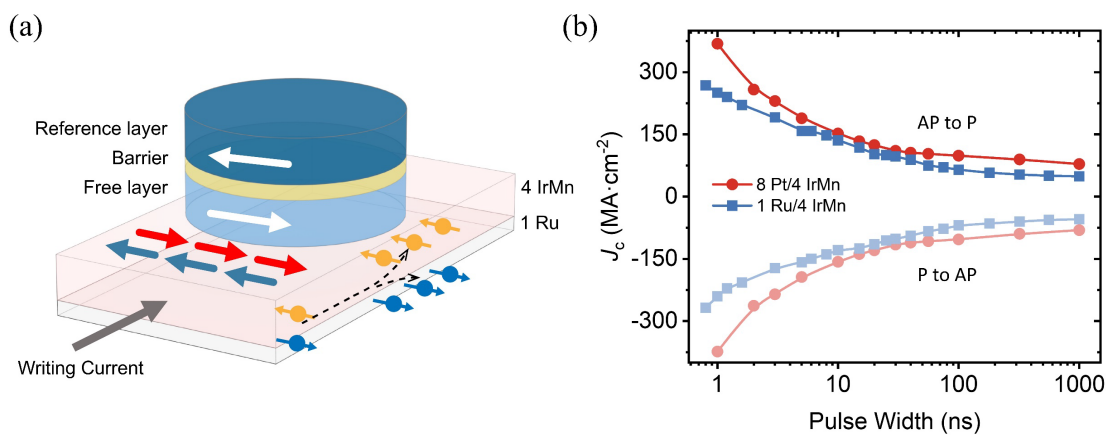 (a)
Reference layer
Barrier
Free layer
4 IrMn
1 Ru
Writing Current
(b)
300
150
0
-150
-300
J_c (MA·cm⁻²)
AP to P
8 Pt/4 IrMn
1 Ru/4 IrMn
P to AP
1 10 100 1000
Pulse Width (ns)